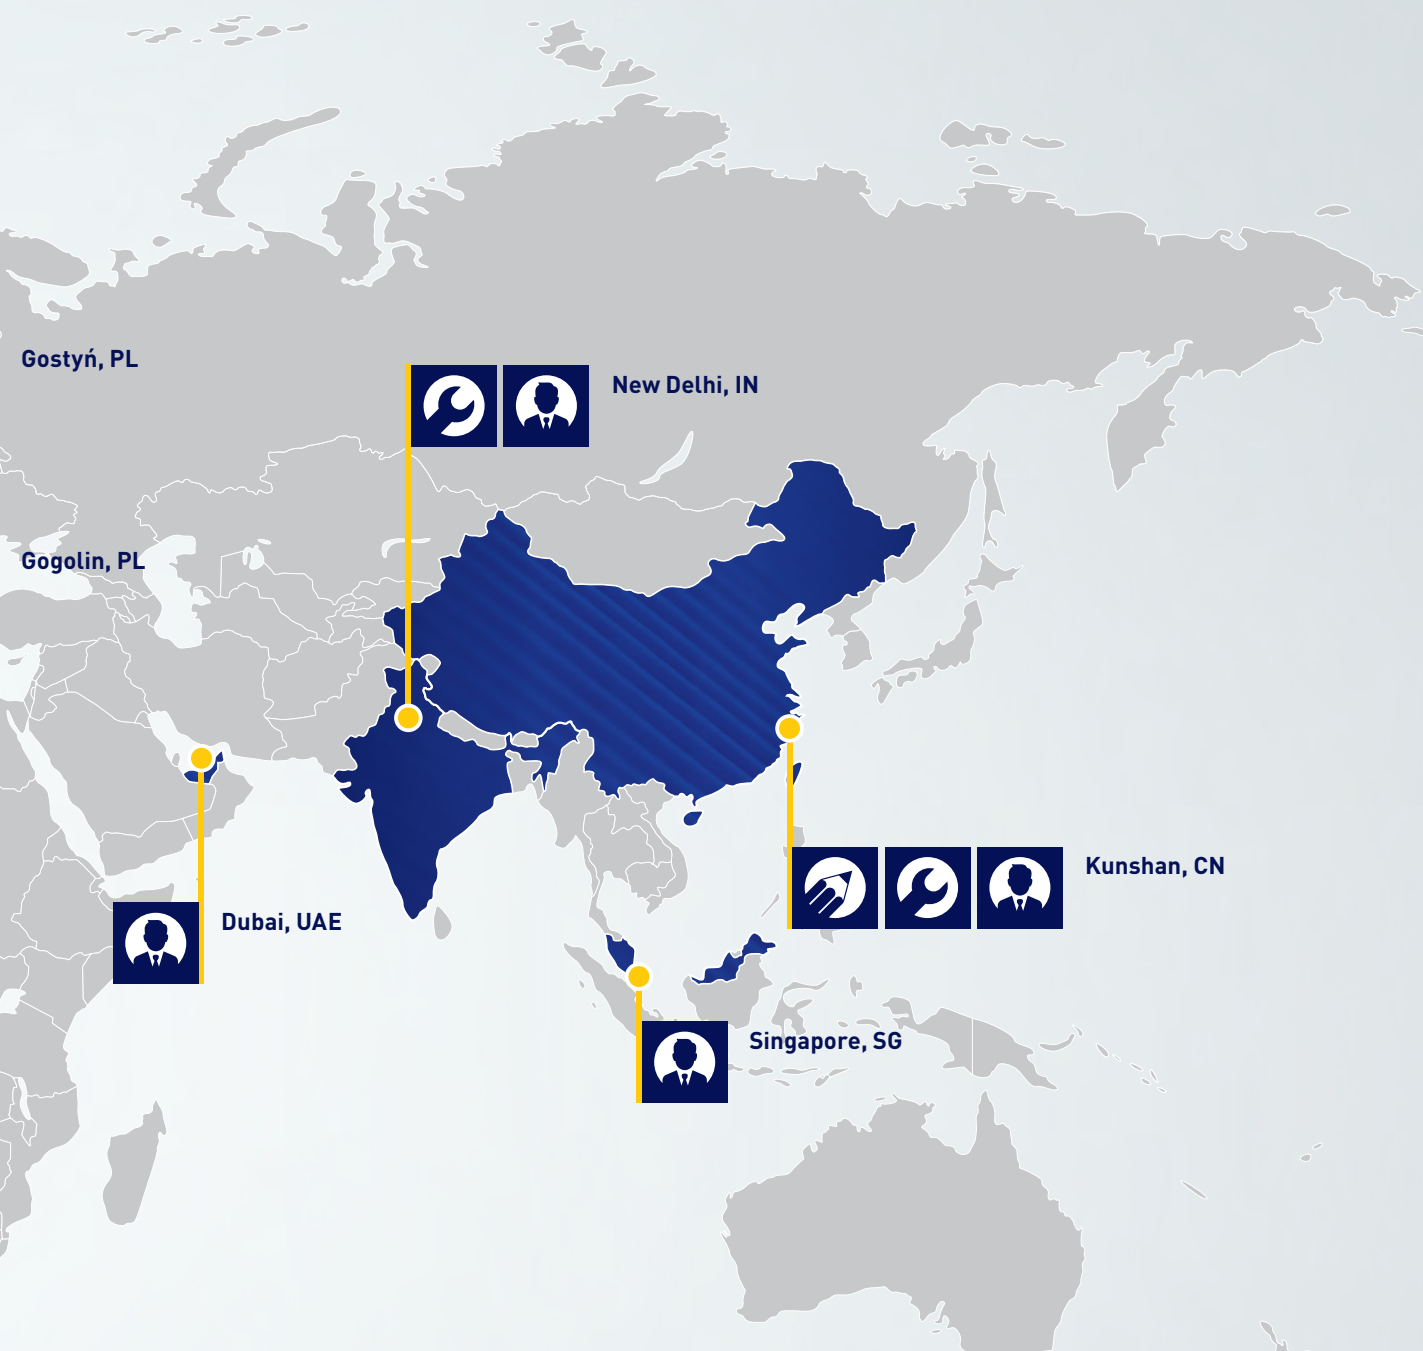 Gostyń, PL
New Delhi, IN
Gogolin, PL
Kunshan, CN
Dubai, UAE
Singapore, SG